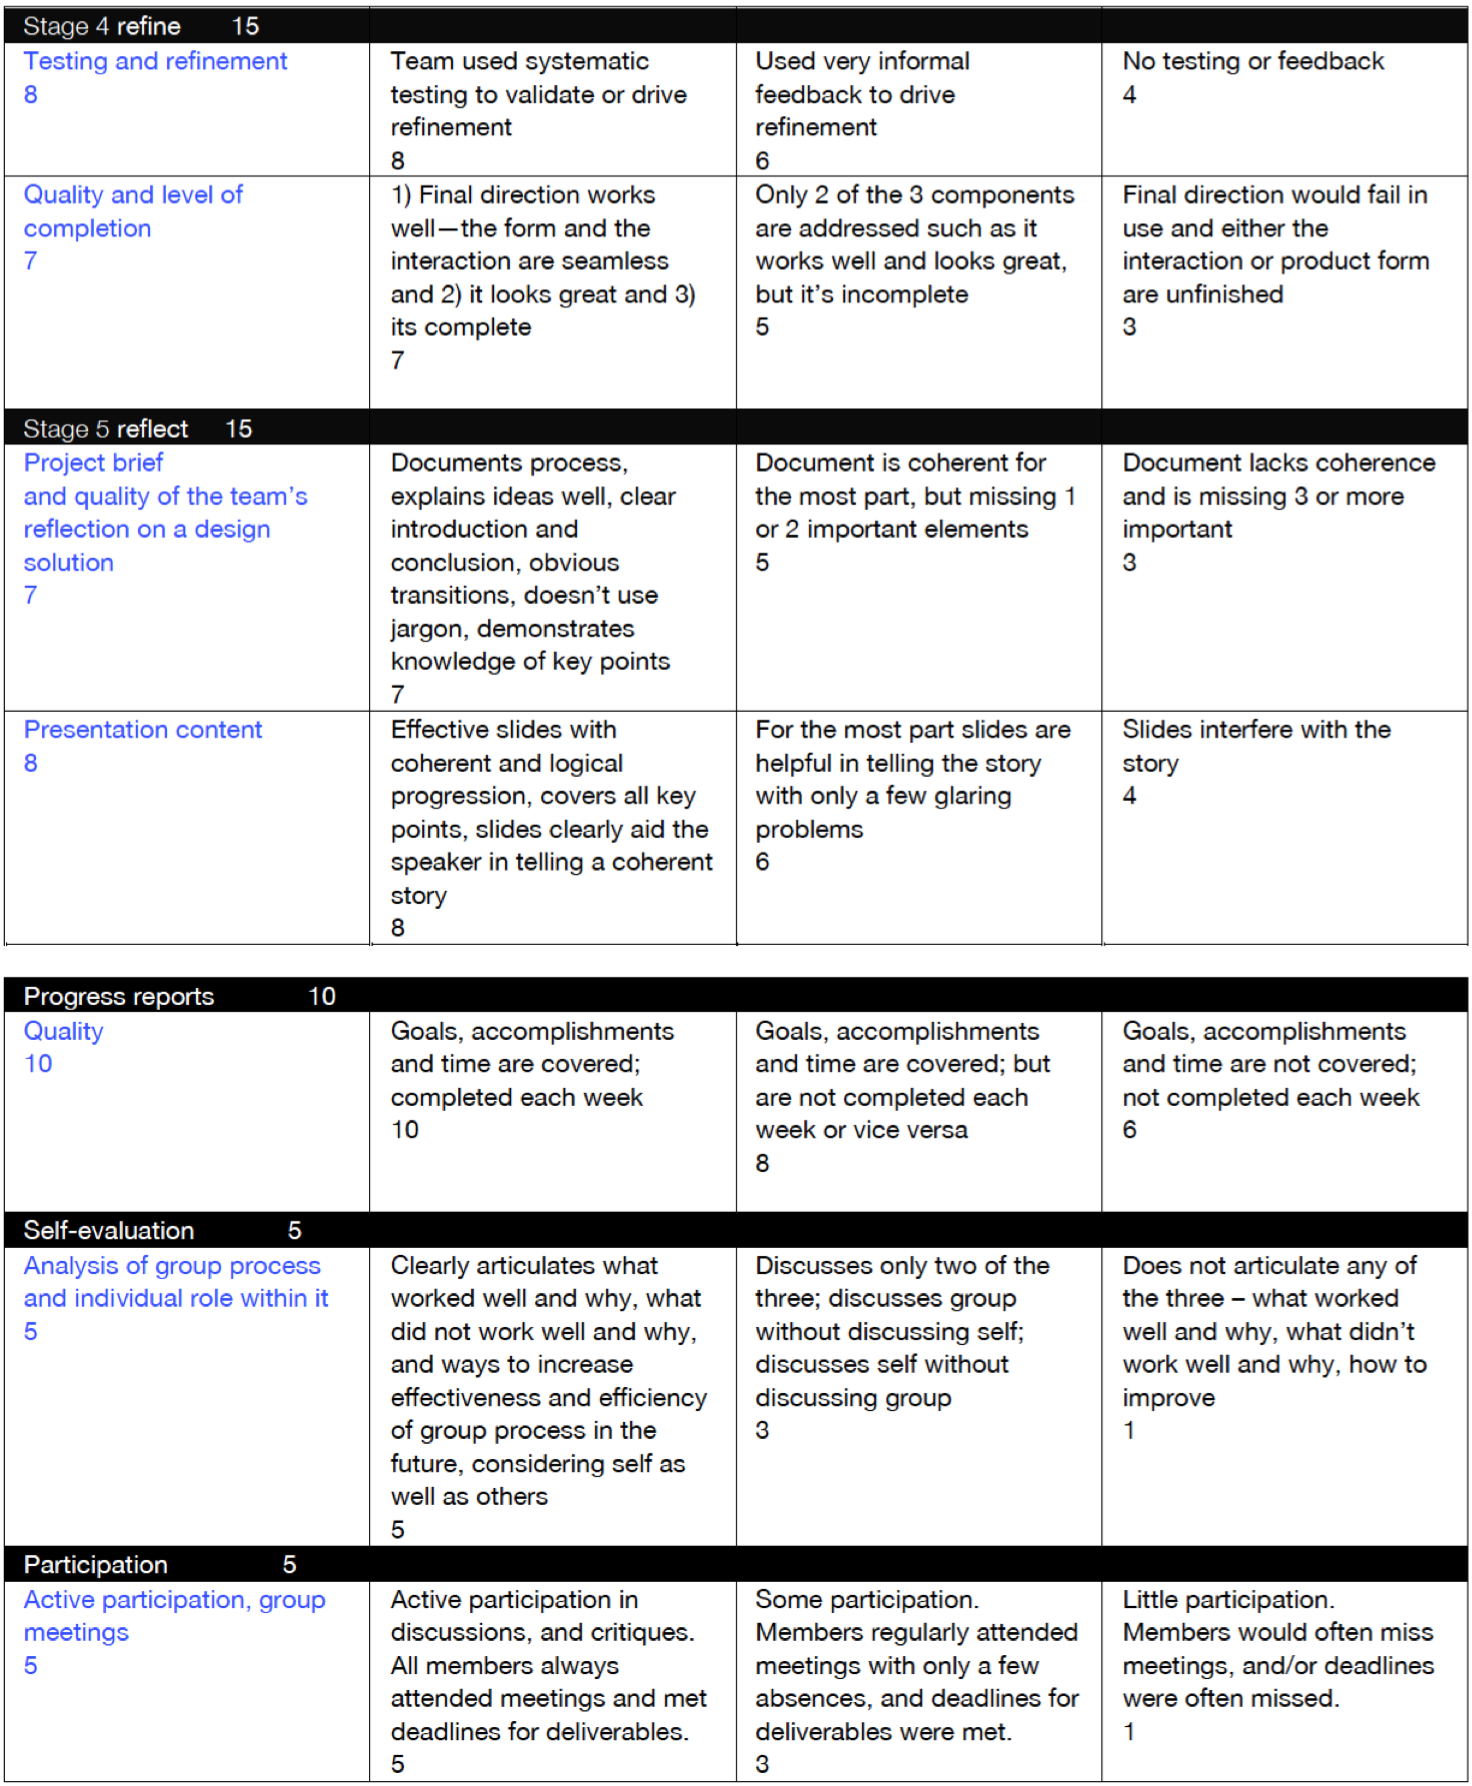 Stage 4 refine 15
Testing and refinement
8
Team used systematic
testing to validate or drive
refinement
8
Used very informal
feedback to drive
refinement
6
No testing or feedback
4
Quality and level of
completion
7
1) Final direction works
well—the form and the
interaction are seamless
and 2) it looks great and 3)
its complete
7
Only 2 of the 3 components
are addressed such as it
works well and looks great,
but it's incomplete
5
Final direction would fail in
use and either the
interaction or product form
are unfinished
3
Stage 5 reflect 15
Project brief
and quality of the team's
reflection on a design
solution
7
Documents process,
explains ideas well, clear
introduction and
conclusion, obvious
transitions, doesn't use
jargon, demonstrates
knowledge of key points
7
Document is coherent for
the most part, but missing 1
or 2 important elements
5
Document lacks coherence
and is missing 3 or more
important
3
Presentation content
8
Effective slides with
coherent and logical
progression, covers all key
points, slides clearly aid the
speaker in telling a coherent
story
8
For the most part slides are
helpful in telling the story
with only a few glaring
problems
6
Slides interfere with the
story
4
Progress reports 10
Quality
10
Goals, accomplishments
and time are covered;
completed each week
10
Goals, accomplishments
and time are covered; but
are not completed each
week or vice versa
8
Goals, accomplishments
and time are not covered;
not completed each week
6
Self-evaluation 5
Analysis of group process
and individual role within it
5
Clearly articulates what
worked well and why, what
did not work well and why,
and ways to increase
effectiveness and efficiency
of group process in the
future, considering self as
well as others
5
Discusses only two of the
three; discusses group
without discussing self;
discusses self without
discussing group
3
Does not articulate any of
the three – what worked
well and why, what didn't
work well and why, how to
improve
1
Participation 5
Active participation, group
meetings
5
Active participation in
discussions, and critiques.
All members always
attended meetings and met
deadlines for deliverables.
5
Some participation.
Members regularly attended
meetings with only a few
absences, and deadlines for
deliverables were met.
3
Little participation.
Members would often miss
meetings, and/or deadlines
were often missed.
1